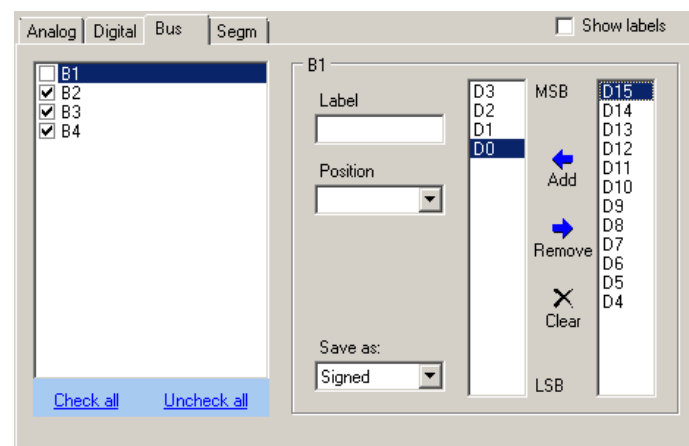 Analog Digital Bus Segm
Show labels
B1
B2
B3
B4
Check all Uncheck all
B1
Label
Position
Save as:
Signed
D3
D2
D1
D0
MSB
Add
Remove
Clear
LSB
D15
D14
D13
D12
D11
D10
D9
D8
D7
D6
D5
D4